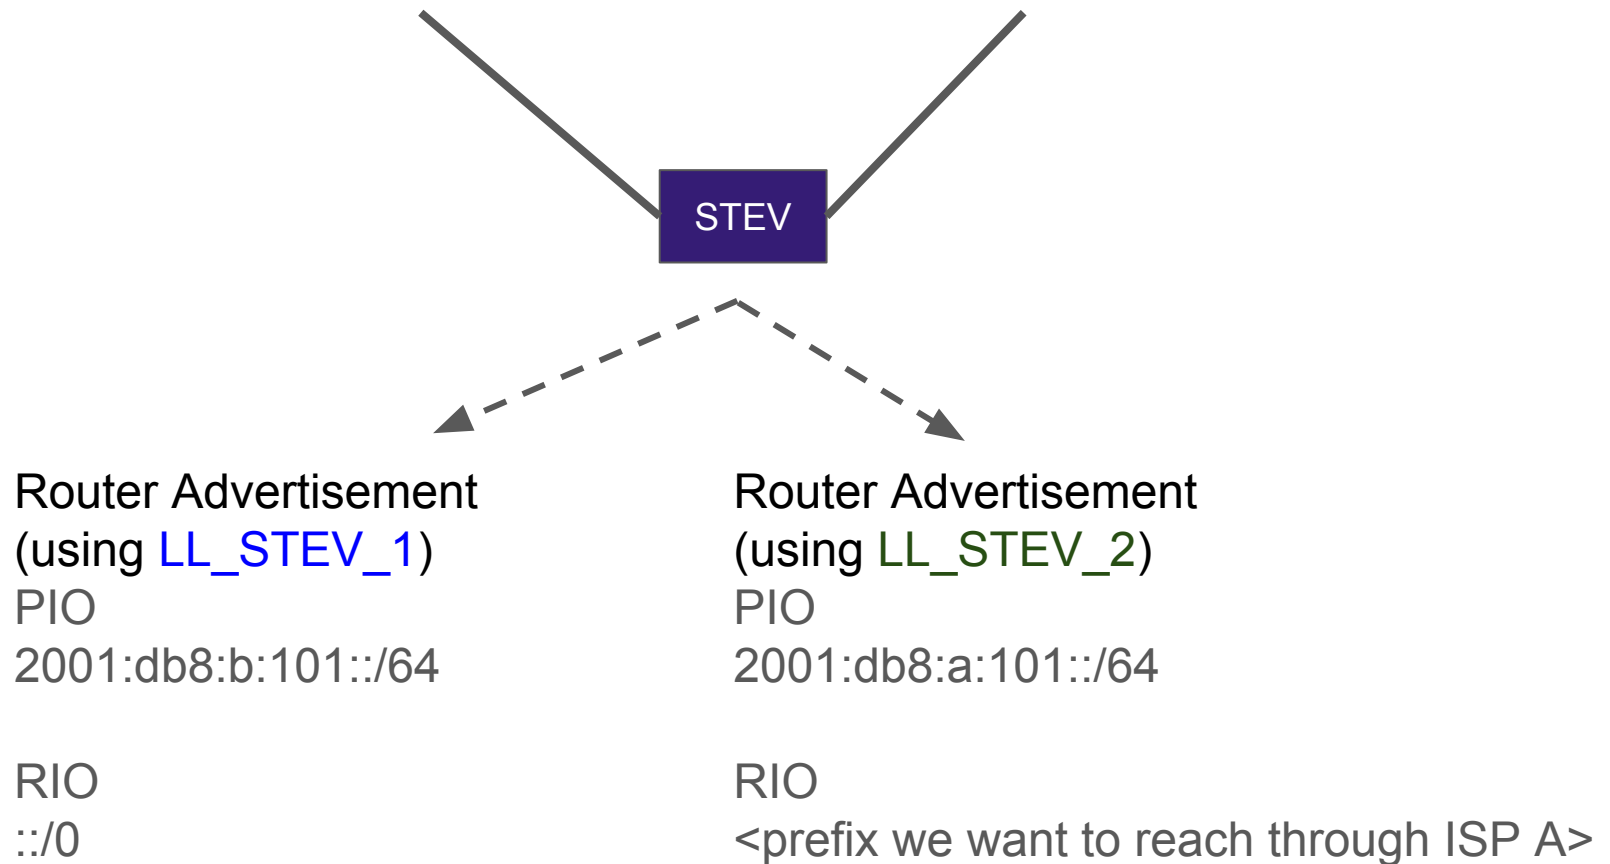 STEV
Router Advertisement
(using LL_STEV_1)
PIO
2001:db8:b:101::/64
RIO
::/0
Router Advertisement
(using LL_STEV_2)
PIO
2001:db8:a:101::/64
RIO
<prefix we want to reach through ISP A>